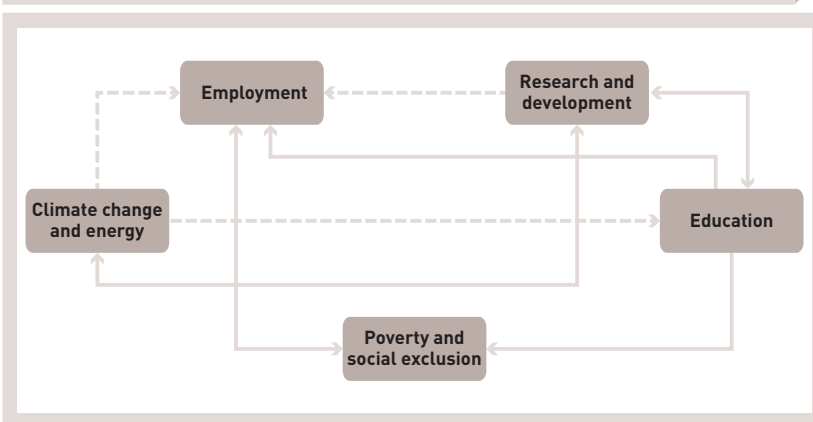 Employment
Research and
development
Climate change
and energy
Education
Poverty and
social exclusion